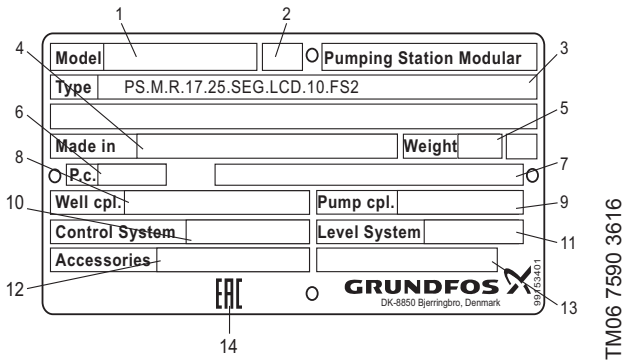 1
2
4
Model
Pumping Station Modular
3
Type PS.M.R.17.25.SEG.LCD.10.FS2
6
5
Made in
Weight
8
P.c.
7
Well cpl.
Pump cpl.
9
10
Control System
Level System
11
Accessories
12
EAC
GRUNDFOS
DK-8850 Bjerringbro, Denmark
99153401
13
14
TM06 7590 3616